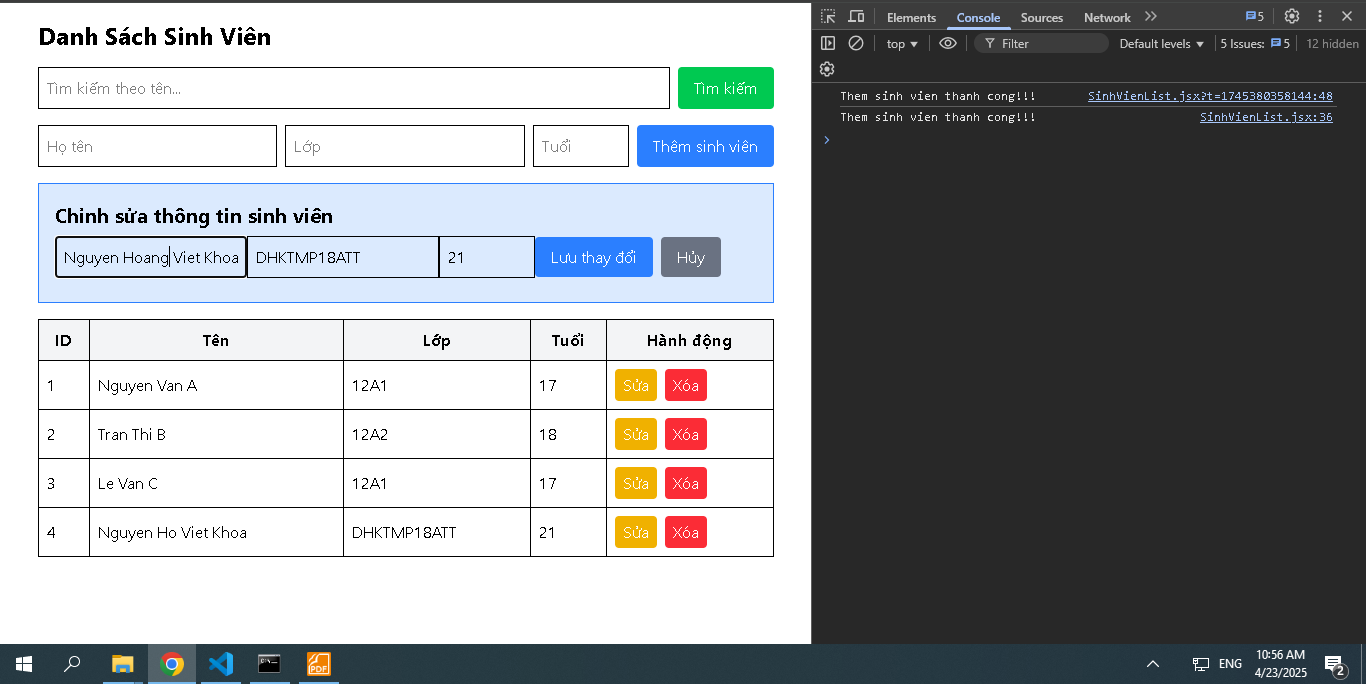 Danh Sách Sinh Viên
Tìm kiếm theo tên...
Tìm kiếm
Họ tên
Lớp
Tuổi
Thêm sinh viên
Chỉnh sửa thông tin sinh viên
Nguyen Hoang Viet Khoa
DHKTMP18ATT
21
Lưu thay đổi
Hủy
ID Tên Lớp Tuổi Hành động
1 Nguyen Van A 12A1 17 Sửa Xóa
2 Tran Thi B 12A2 18 Sửa Xóa
3 Le Van C 12A1 17 Sửa Xóa
4 Nguyen Ho Viet Khoa DHKTMP18ATT 21 Sửa Xóa
Elements Console Sources Network 5
top Filter Default levels 5 Issues: 5 12 hidden
Them sinh vien thanh cong!!! SinhVienList.jsx?t=1745380358144:48
Them sinh vien thanh cong!!! SinhVienList.jsx:36
PDF
ENG
10:56 AM
4/23/2025
2